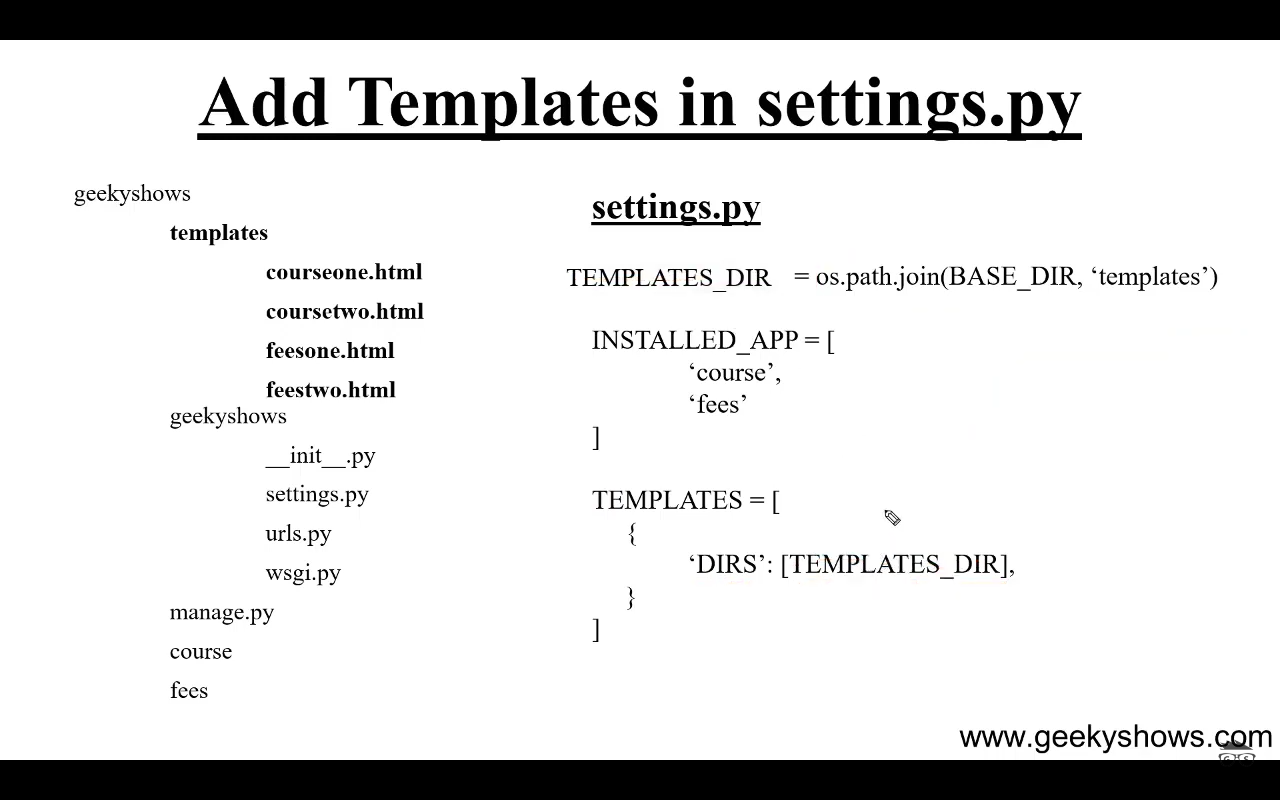 Add Templates in settings.py
geekyshows
templates
courseone.html
coursetwo.html
feesone.html
feestwo.html
geekyshows
__init__.py
settings.py
urls.py
wsgi.py
manage.py
course
fees
settings.py
TEMPLATES_DIR = os.path.join(BASE_DIR, ‘templates’)
INSTALLED_APP = [
‘course’,
‘fees’
]
TEMPLATES = [
{
‘DIRS’: [TEMPLATES_DIR],
}
]
www.geekyshows.com